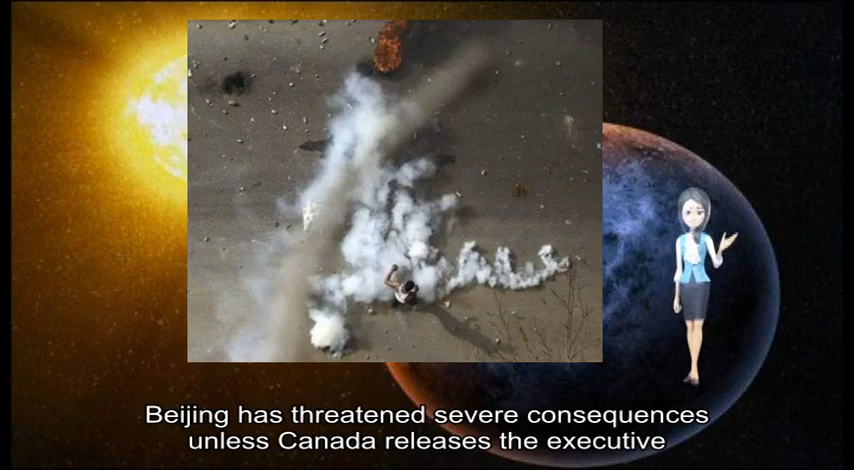 Beijing has threatened severe consequences
unless Canada releases the executive